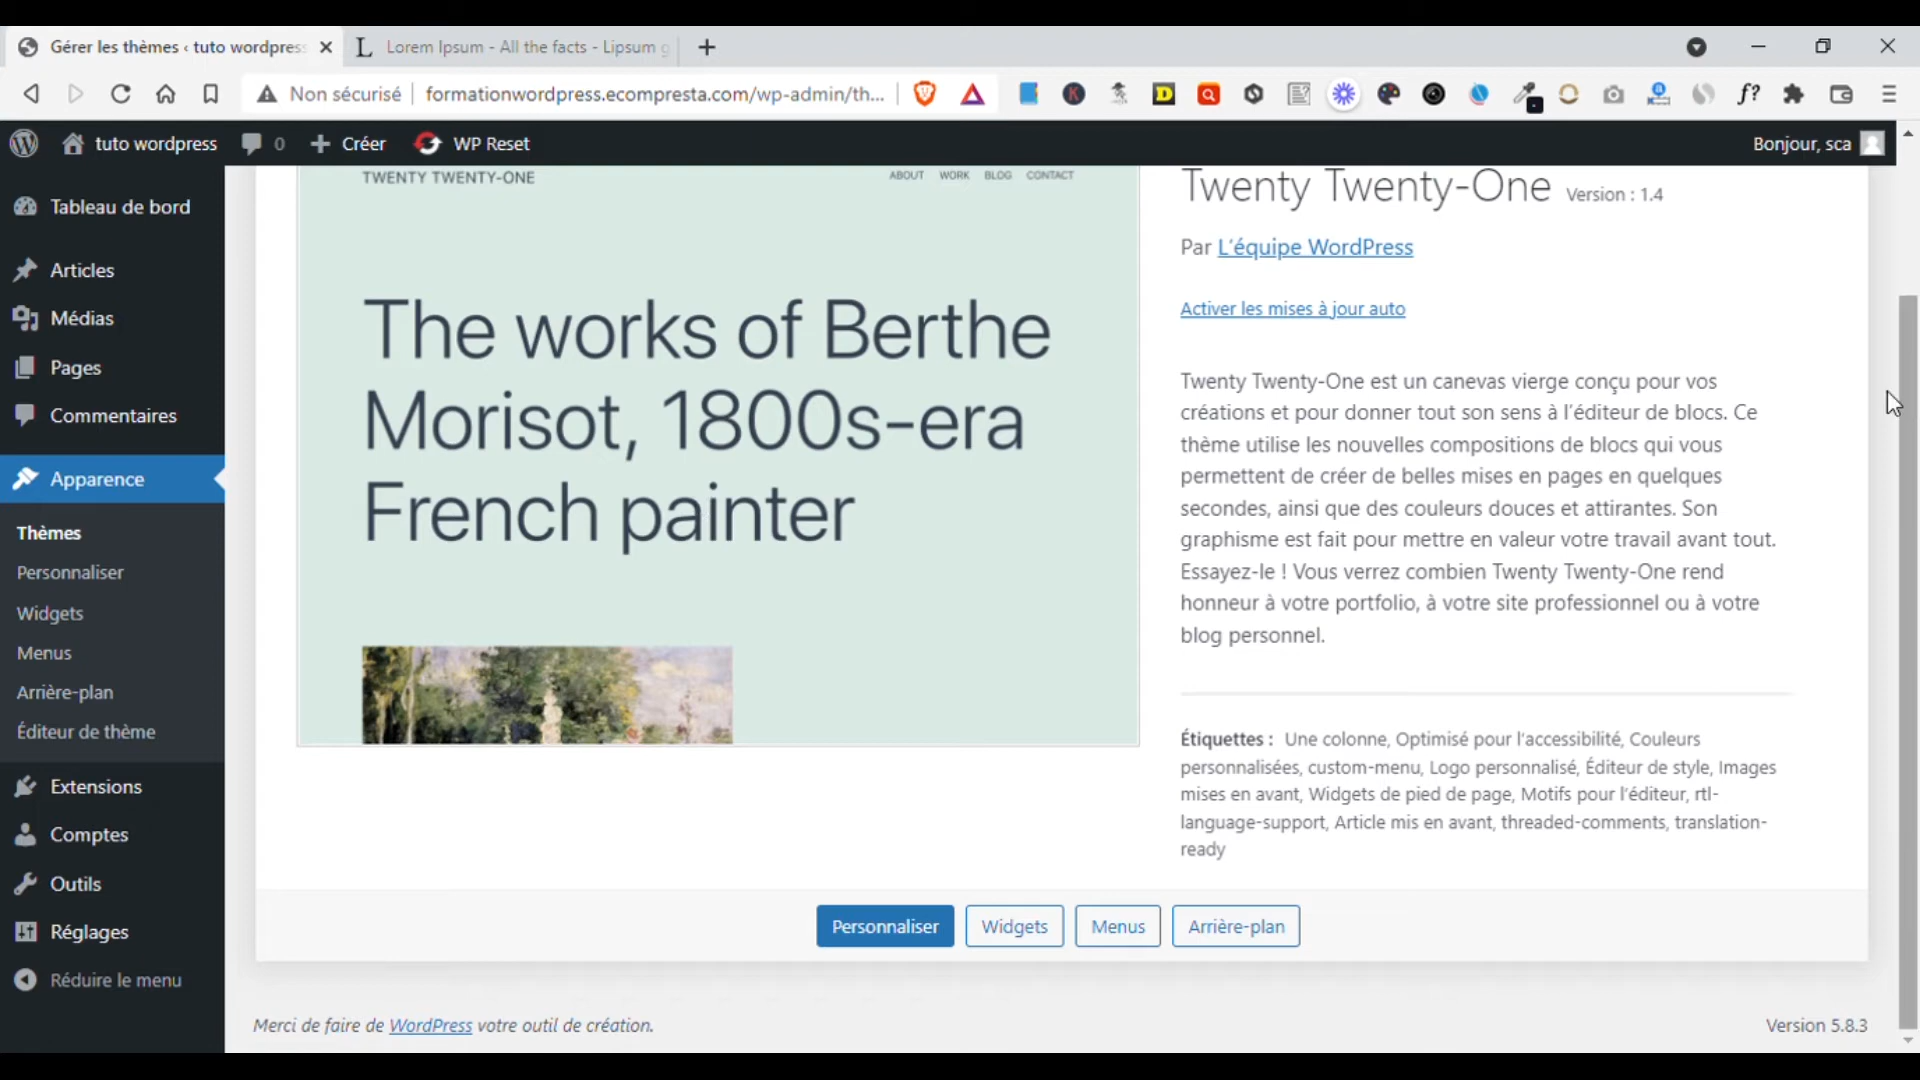 Gérer les thèmes ‹ tuto wordpress
Lorem Ipsum - All the facts - Lipsum g
Non sécurisé
formationwordpress.ecompresta.com/wp-admin/th...
tuto wordpress
0
Créer
WP Reset
Bonjour, sca
Tableau de bord
Articles
Médias
Pages
Commentaires
Apparence
Thèmes
Personnaliser
Widgets
Menus
Arrière-plan
Éditeur de thème
Extensions
Comptes
Outils
Réglages
Réduire le menu
TWENTY TWENTY-ONE
ABOUT WORK BLOG CONTACT
The works of Berthe
Morisot, 1800s-era
French painter
Twenty Twenty-One Version : 1.4
Par L'équipe WordPress
Activer les mises à jour auto
Twenty Twenty-One est un canevas vierge conçu pour vos
créations et pour donner tout son sens à l'éditeur de blocs. Ce
thème utilise les nouvelles compositions de blocs qui vous
permettent de créer de belles mises en pages en quelques
secondes, ainsi que des couleurs douces et attirantes. Son
graphisme est fait pour mettre en valeur votre travail avant tout.
Essayez-le ! Vous verrez combien Twenty Twenty-One rend
honneur à votre portfolio, à votre site professionnel ou à votre
blog personnel.
Étiquettes : Une colonne, Optimisé pour l'accessibilité, Couleurs
personnalisées, custom-menu, Logo personnalisé, Éditeur de style, Images
mises en avant, Widgets de pied de page, Motifs pour l'éditeur, rtl-
language-support, Article mis en avant, threaded-comments, translation-
ready
Personnaliser
Widgets
Menus
Arrière-plan
Merci de faire de WordPress votre outil de création.
Version 5.8.3